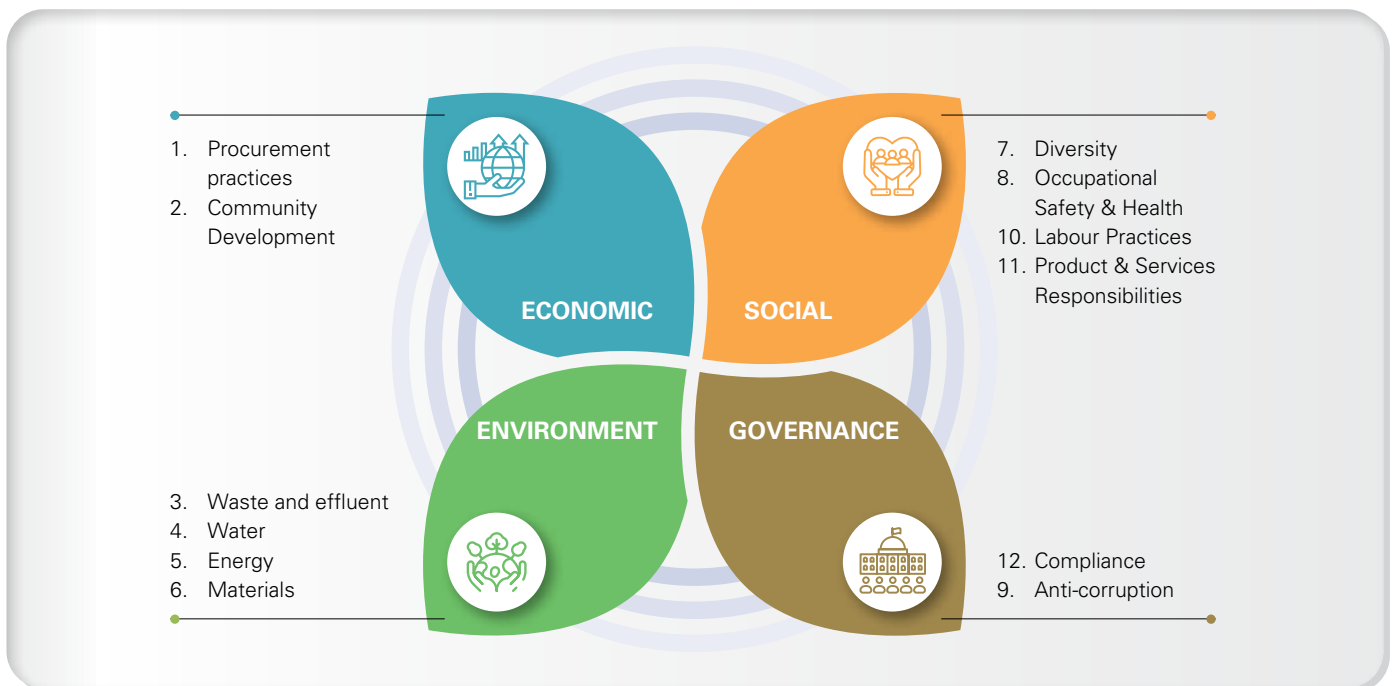 1. Procurement
practices
2. Community
Development
ECONOMIC
SOCIAL
7. Diversity
8. Occupational
Safety & Health
10. Labour Practices
11. Product & Services
Responsibilities
ENVIRONMENT
GOVERNANCE
3. Waste and effluent
4. Water
5. Energy
6. Materials
12. Compliance
9. Anti-corruption